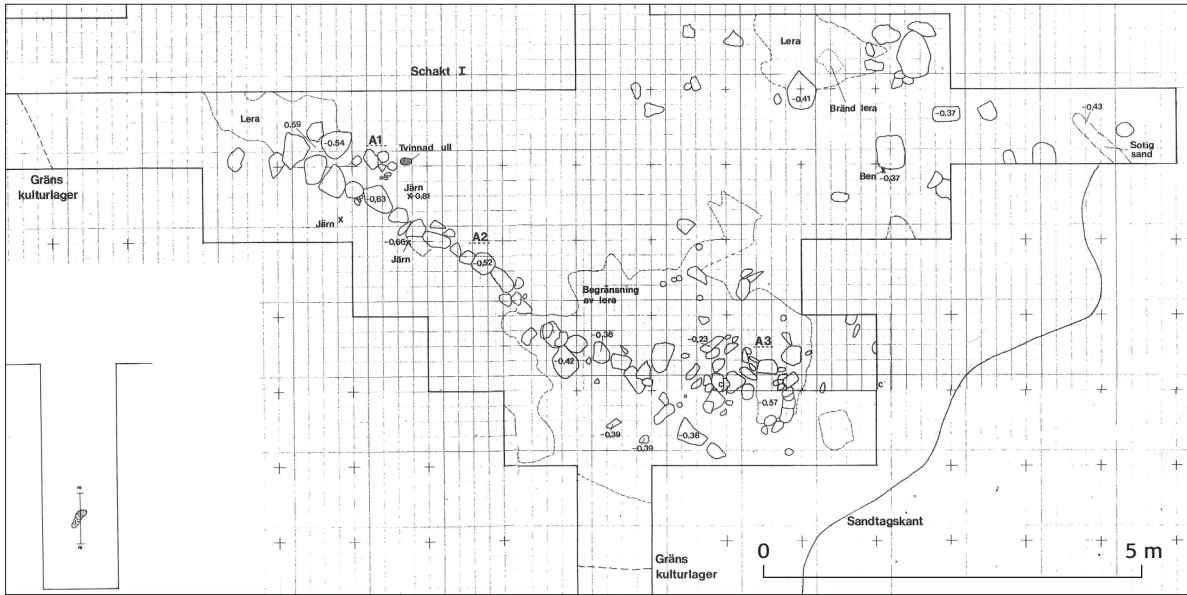 Schakt I
Lera
Bränd lera
-0,41
-0,37
-0,43
Sotig
sand
Ben
x
-0,37
Lera
0,59
-0,54
A1
Tvinnad ull
Gräns
kulturlager
-0,63
Järn
x-0,81
Järn x
-0,66x
Järn
A2
-0,52
Begränsning
av lera
-0,38
-0,42
-0,23
A3
c
c
-0,57
-0,39
-0,39
-0,38
a
a
Sandtagskant
Gräns
kulturlager
0
5 m